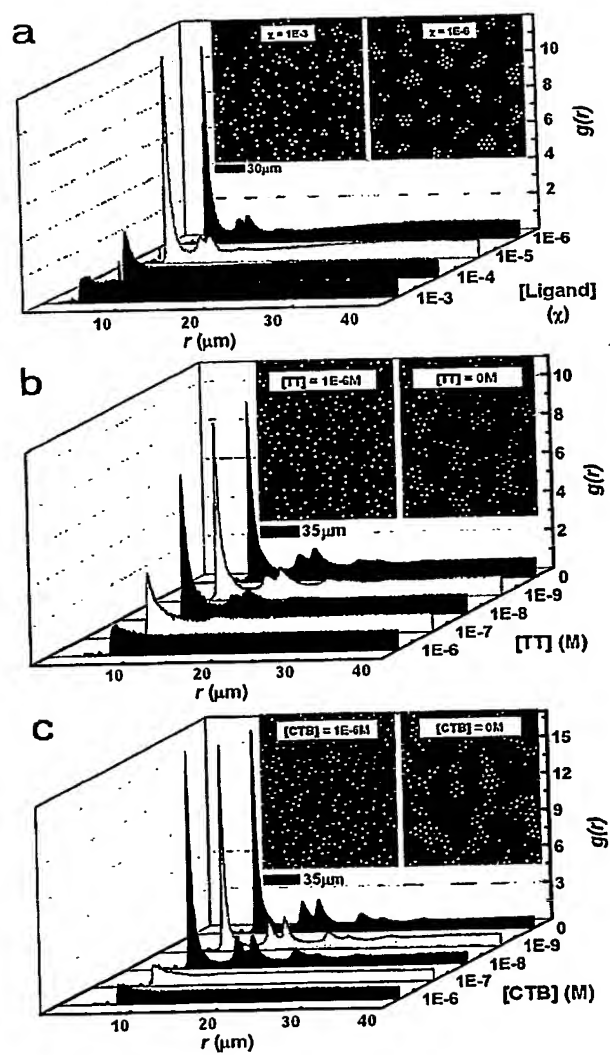 a
χ = 1E-3
χ = 1E-6
30μm
10
8
6
4
2
g(r)
1E-6
1E-5
1E-4
1E-3
[Ligand]
(χ)
10
20
30
40
r (μm)
b
[TT] = 1E-6M
[TT] = 0M
35μm
10
8
6
4
2
0
g(r)
1E-9
1E-8
1E-7
1E-6
[TT] (M)
10
20
30
40
r (μm)
c
[CTB] = 1E-6M
[CTB] = 0M
35μm
15
12
9
6
3
0
g(r)
1E-9
1E-8
1E-7
1E-6
[CTB] (M)
10
20
30
40
r (μm)